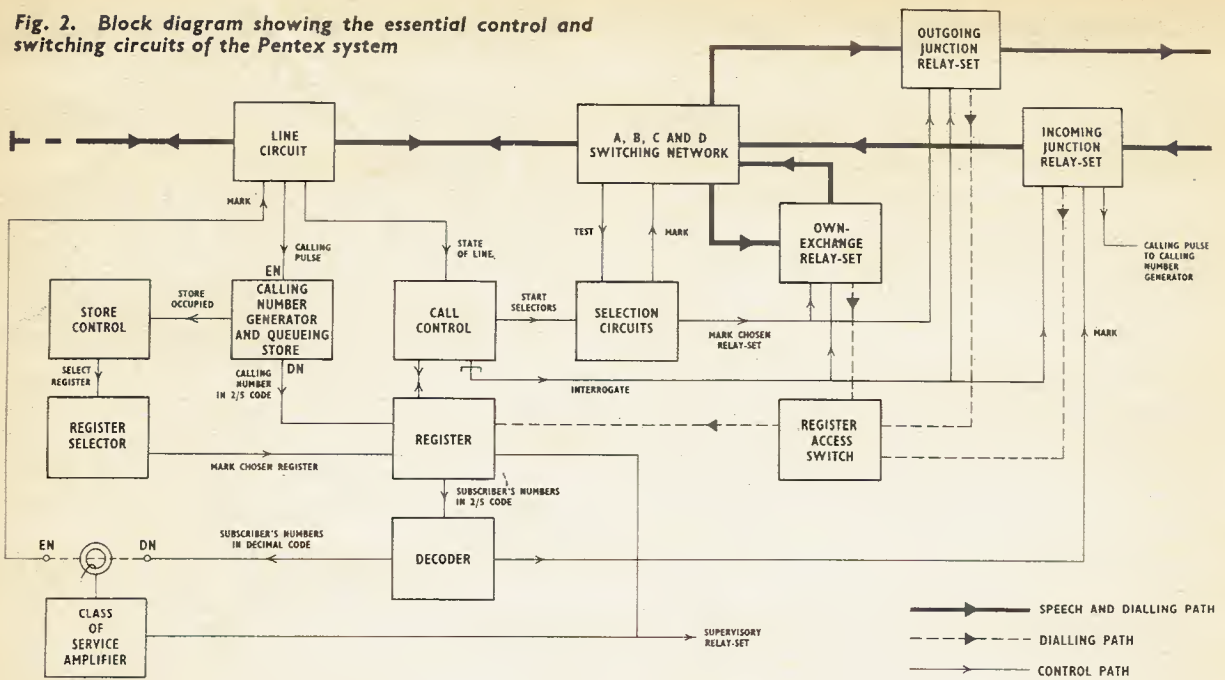 Fig. 2. Block diagram showing the essential control and
switching circuits of the Pentex system
OUTGOING
JUNCTION
RELAY-SET
LINE
CIRCUIT
A, B, C AND D
SWITCHING NETWORK
INCOMING
JUNCTION
RELAY-SET
MARK
CALLING
PULSE
STATE
OF LINE
TEST
MARK
OWN-
EXCHANGE
RELAY-SET
CALLING PULSE
TO CALLING
NUMBER
GENERATOR
EN
STORE
CONTROL
STORE
OCCUPIED
CALLING
NUMBER
GENERATOR
AND QUEUEING
STORE
DN
CALL
CONTROL
START
SELECTORS
SELECTION
CIRCUITS
MARK CHOSEN
RELAY-SET
MARK
SELECT
REGISTER
CALLING
NUMBER
IN 2/5 CODE
INTERROGATE
REGISTER
SELECTOR
MARK CHOSEN REGISTER
REGISTER
REGISTER
ACCESS
SWITCH
SUBSCRIBER'S NUMBERS
IN 2/5 CODE
EN
DN
SUBSCRIBER'S NUMBERS
IN DECIMAL CODE
DECODER
CLASS
OF
SERVICE
AMPLIFIER
SUPERVISORY
RELAY-SET
SPEECH AND DIALLING PATH
DIALLING PATH
CONTROL PATH